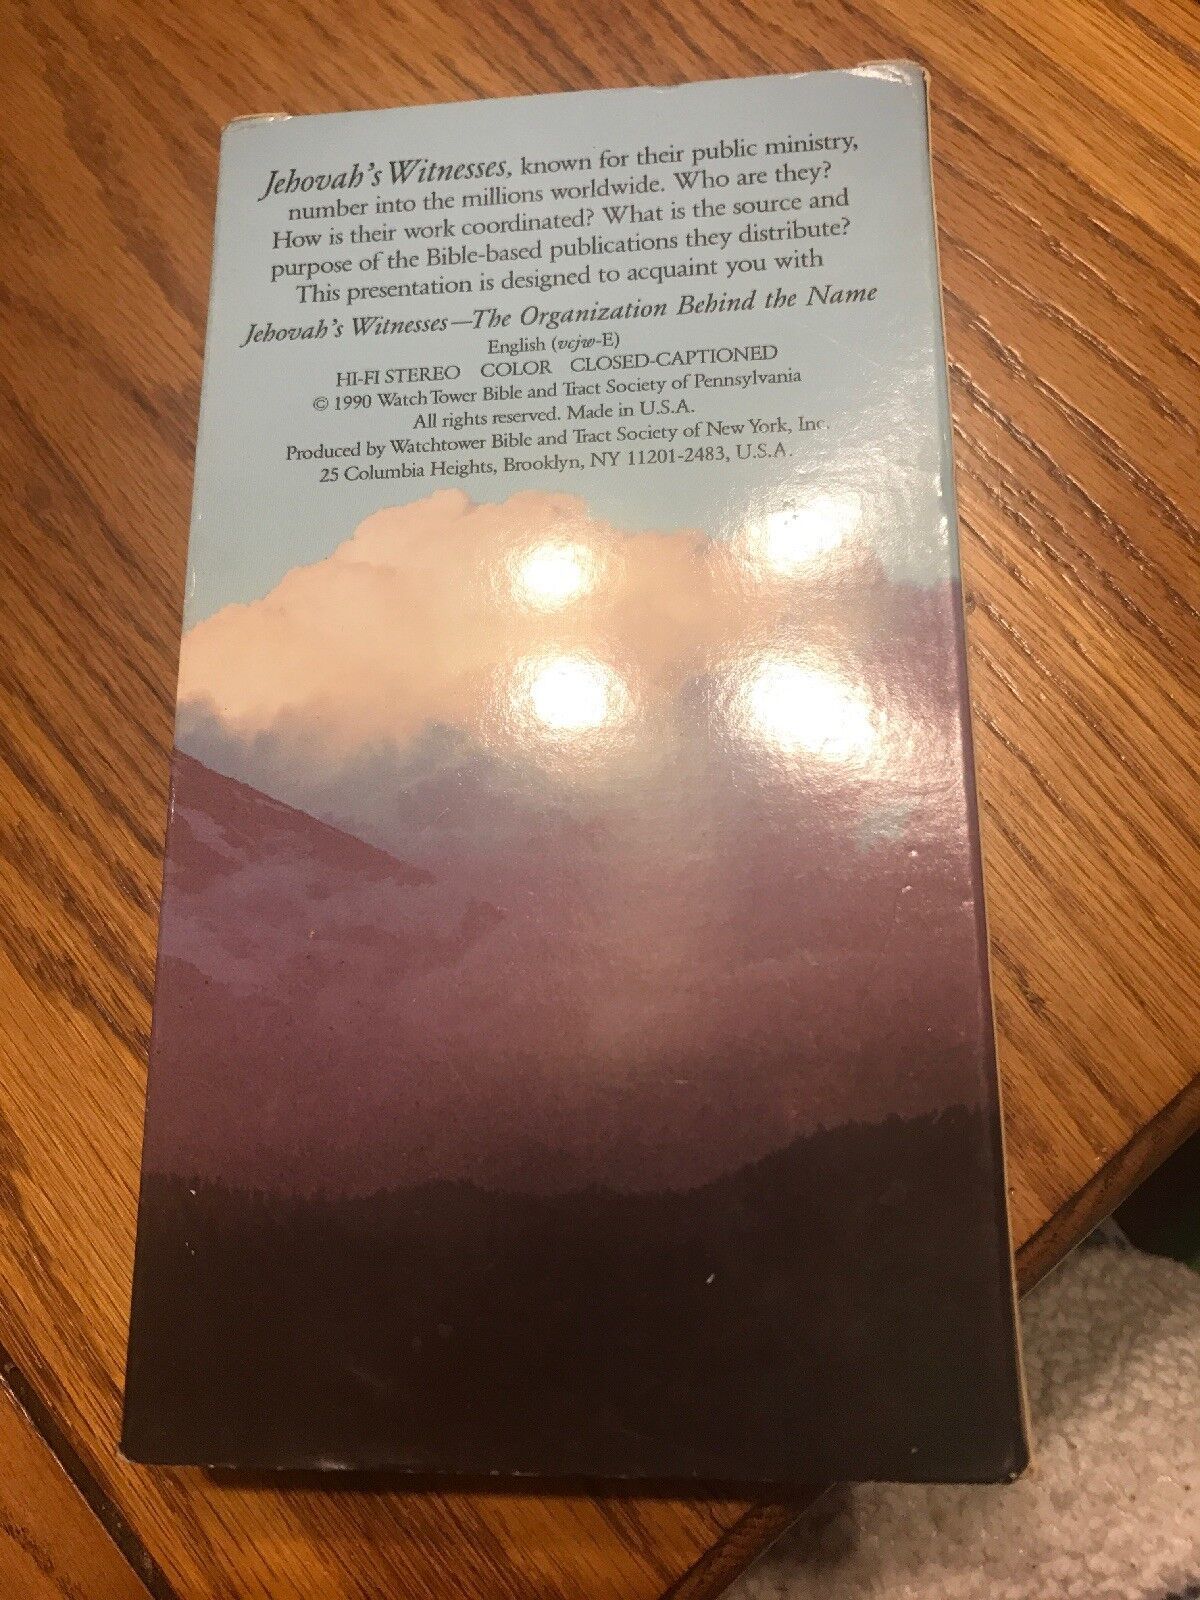 Jehovah's Witnesses, known for their public ministry,
number into the millions worldwide. Who are they?
How is their work coordinated? What is the source and
purpose of the Bible-based publications they distribute?
This presentation is designed to acquaint you with
Jehovah's Witnesses—The Organization Behind the Name
English (vcjw-E)
HI-FI STEREO COLOR CLOSED-CAPTIONED
© 1990 Watch Tower Bible and Tract Society of Pennsylvania
All rights reserved. Made in U.S.A.
Produced by Watchtower Bible and Tract Society of New York, Inc.
25 Columbia Heights, Brooklyn, NY 11201-2483, U.S.A.